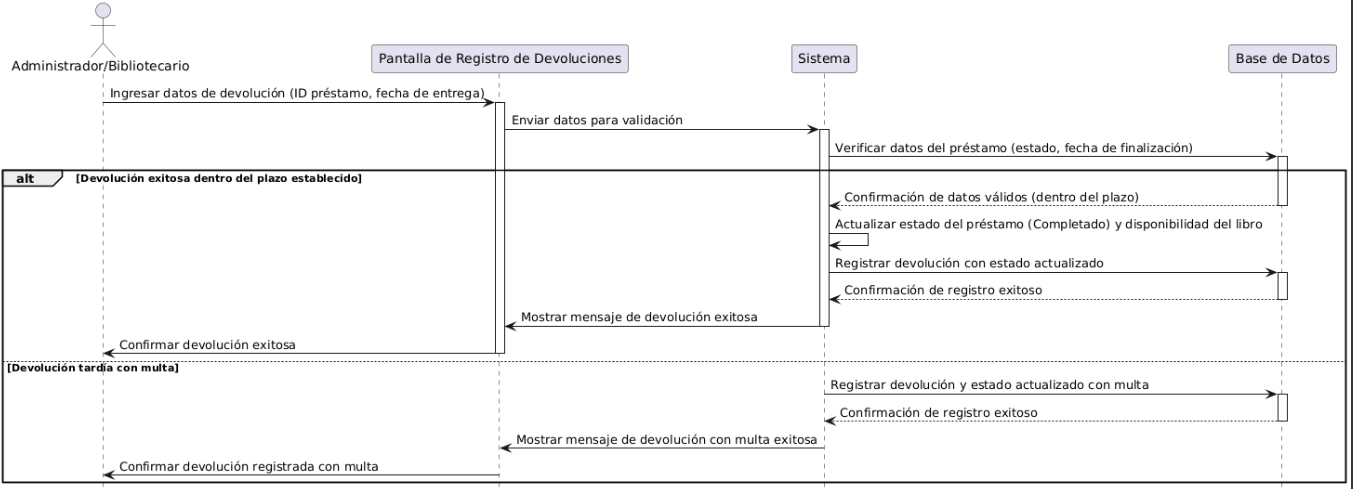 Administrador/Bibliotecario
Pantalla de Registro de Devoluciones
Sistema
Base de Datos
Ingresar datos de devolución (ID préstamo, fecha de entrega)
Enviar datos para validación
Verificar datos del préstamo (estado, fecha de finalización)
alt
[Devolución exitosa dentro del plazo establecido]
Confirmación de datos válidos (dentro del plazo)
Actualizar estado del préstamo (Completado) y disponibilidad del libro
Registrar devolución con estado actualizado
Confirmación de registro exitoso
Mostrar mensaje de devolución exitosa
Confirmar devolución exitosa
[Devolución tardía con multa]
Registrar devolución y estado actualizado con multa
Confirmación de registro exitoso
Mostrar mensaje de devolución con multa exitosa
Confirmar devolución registrada con multa